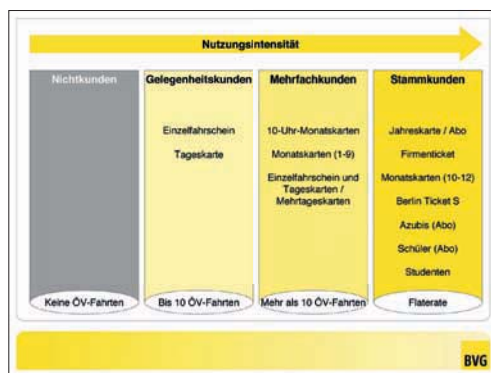 Nutzungsintensität
Nichtkunden
Keine ÖV-Fahrten
Gelegenheitskunden
Einzelfahrschein
Tageskarte
Bis 10 ÖV-Fahrten
Mehrfachkunden
10-Uhr-Monatskarten
Monatskarten (1-9)
Einzelfahrschein und
Tageskarten /
Mehrtageskarten
Mehr als 10 ÖV-Fahrten
Stammkunden
Jahreskarte / Abo
Firmenticket
Monatskarten (10-12)
Berlin Ticket S
Azubis (Abo)
Schüler (Abo)
Studenten
Flaterate
BVG